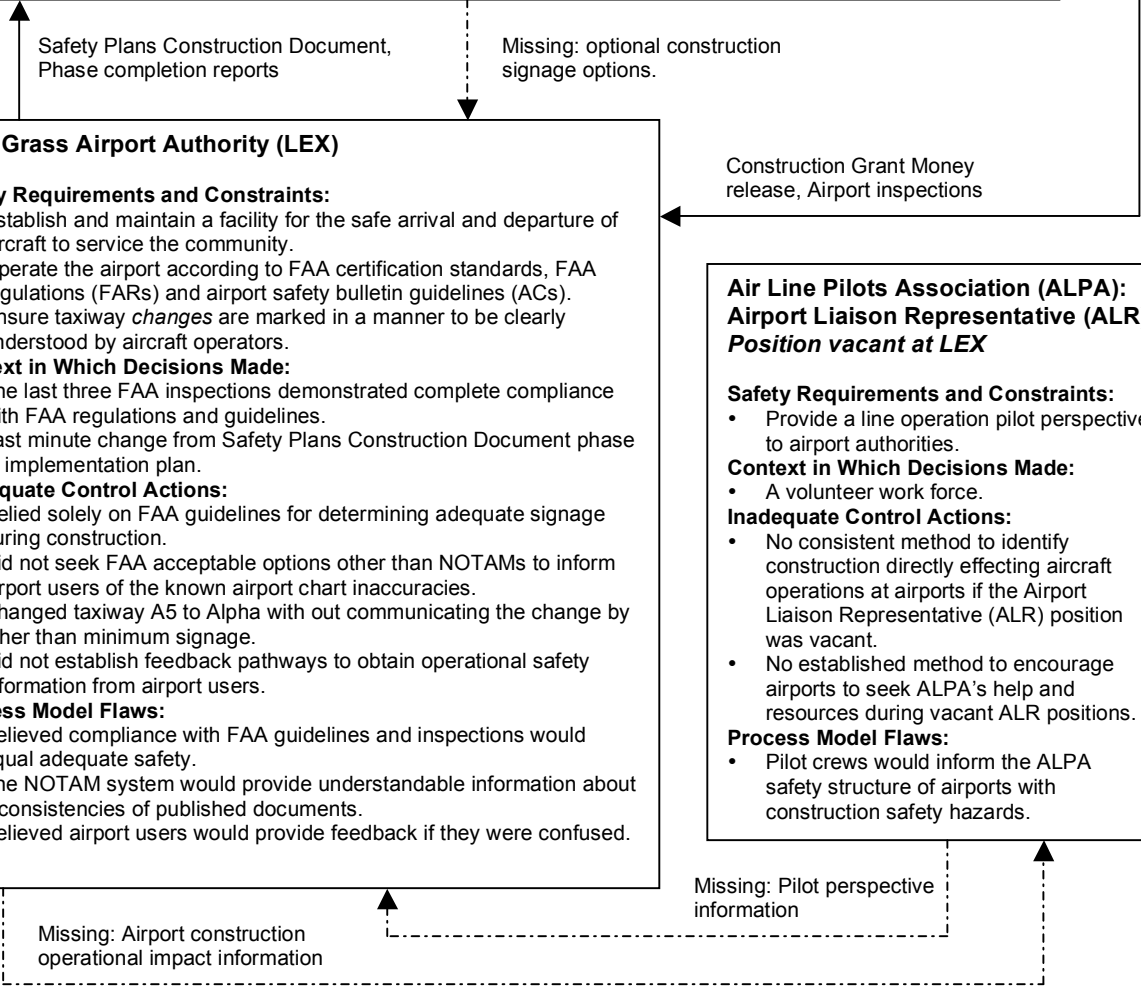 Safety Plans Construction Document,
Phase completion reports
Missing: optional construction
signage options.
Grass Airport Authority (LEX)
y Requirements and Constraints:
stablish and maintain a facility for the safe arrival and departure of
rcraft to service the community.
perate the airport according to FAA certification standards, FAA
gulations (FARs) and airport safety bulletin guidelines (ACs).
nsure taxiway changes are marked in a manner to be clearly
nderstood by aircraft operators.
ext in Which Decisions Made:
he last three FAA inspections demonstrated complete compliance
ith FAA regulations and guidelines.
ast minute change from Safety Plans Construction Document phase
implementation plan.
equate Control Actions:
elied solely on FAA guidelines for determining adequate signage
uring construction.
id not seek FAA acceptable options other than NOTAMs to inform
rport users of the known airport chart inaccuracies.
hanged taxiway A5 to Alpha with out communicating the change by
ther than minimum signage.
id not establish feedback pathways to obtain operational safety
formation from airport users.
ess Model Flaws:
elieved compliance with FAA guidelines and inspections would
qual adequate safety.
he NOTAM system would provide understandable information about
consistencies of published documents.
elieved airport users would provide feedback if they were confused.
Construction Grant Money
release, Airport inspections
Air Line Pilots Association (ALPA):
Airport Liaison Representative (ALR
Position vacant at LEX
Safety Requirements and Constraints:
• Provide a line operation pilot perspective
to airport authorities.
Context in Which Decisions Made:
• A volunteer work force.
Inadequate Control Actions:
• No consistent method to identify
construction directly effecting aircraft
operations at airports if the Airport
Liaison Representative (ALR) position
was vacant.
• No established method to encourage
airports to seek ALPA's help and
resources during vacant ALR positions.
Process Model Flaws:
• Pilot crews would inform the ALPA
safety structure of airports with
construction safety hazards.
Missing: Pilot perspective
information
Missing: Airport construction
operational impact information